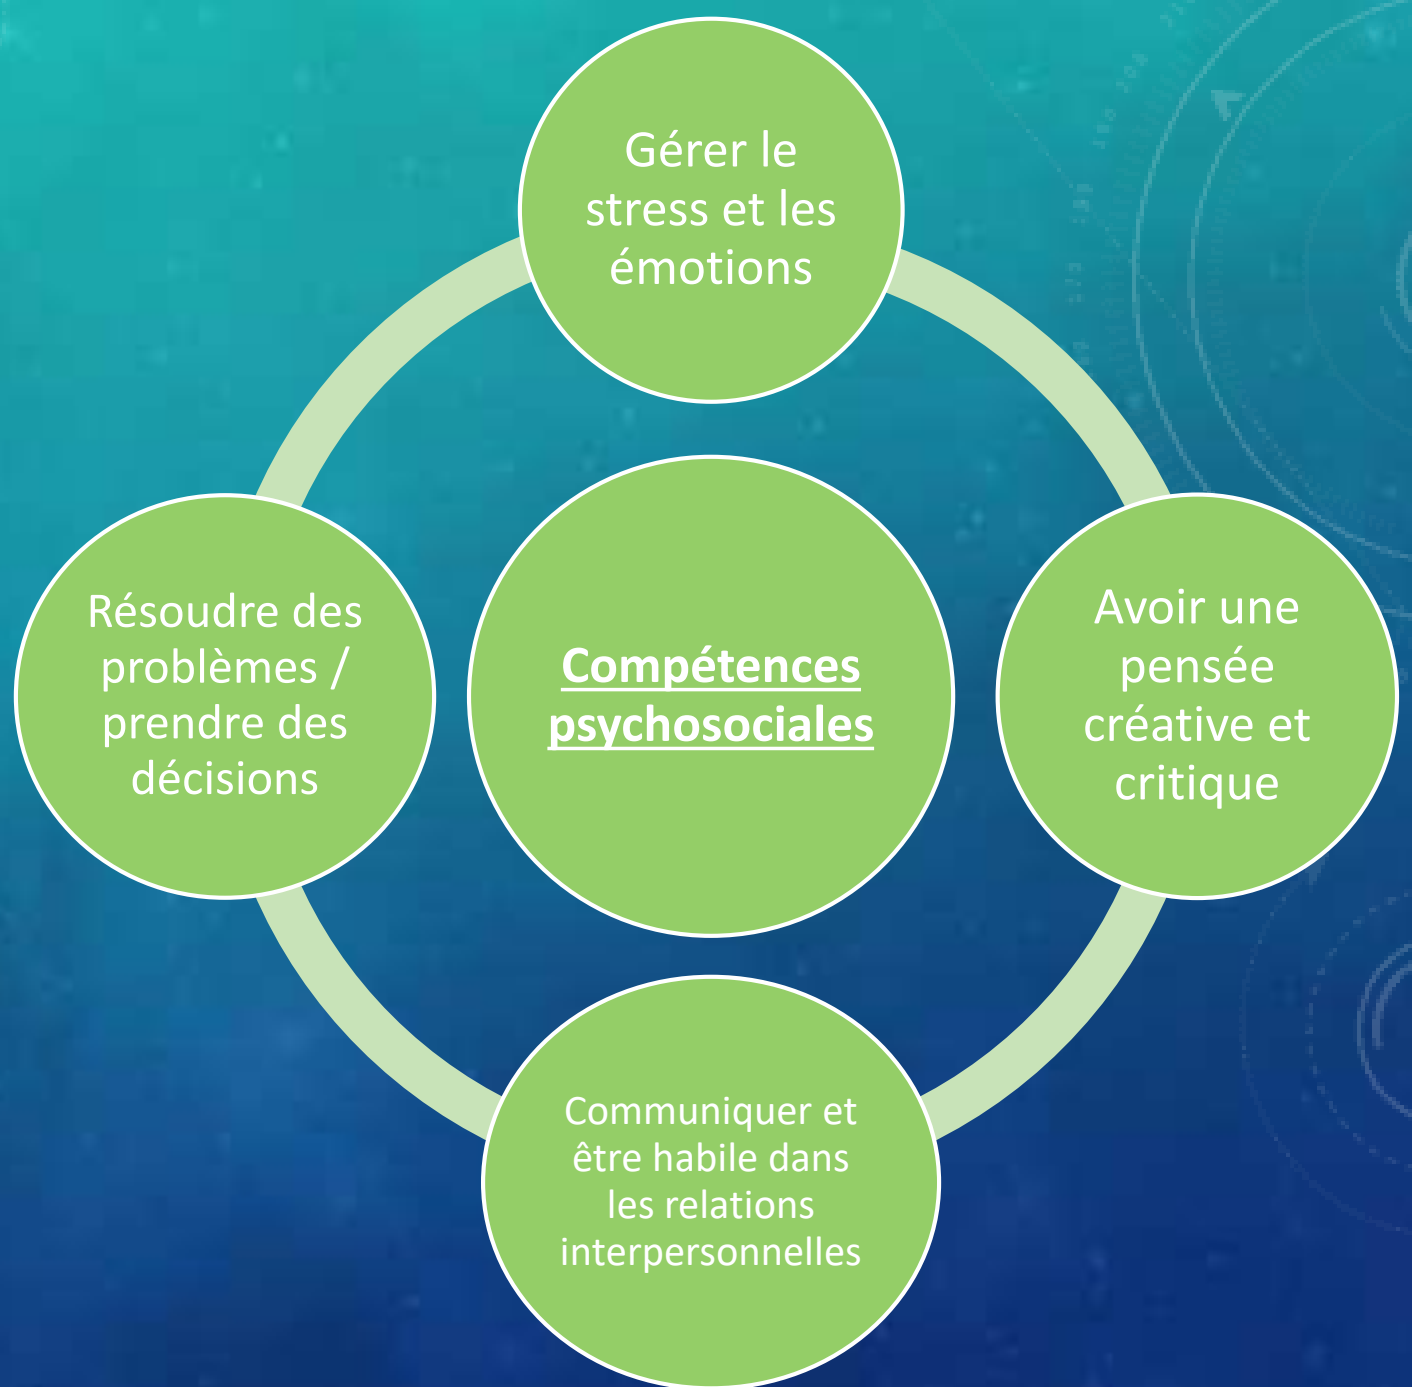 Gérer le
stress et les
émotions
Résoudre des
problèmes /
prendre des
décisions
Compétences
psychosociales
Avoir une
pensée
créative et
critique
Communiquer et
être habile dans
les relations
interpersonnelles